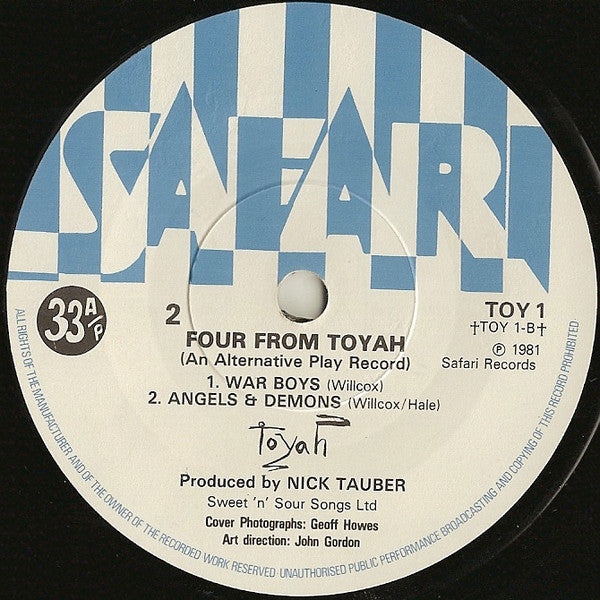 SAFARI
33 A/P
2
TOY 1
†TOY 1-B†
℗ 1981
Safari Records
FOUR FROM TOYAH
(An Alternative Play Record)
1. WAR BOYS (Willcox)
2. ANGELS & DEMONS (Willcox/Hale)
Toyah
Produced by NICK TAUBER
Sweet 'n' Sour Songs Ltd
Cover Photographs: Geoff Howes
Art direction: John Gordon
ALL RIGHTS OF THE MANUFACTURER AND OF THE OWNER OF THE RECORDED WORK RESERVED · UNAUTHORISED PUBLIC PERFORMANCE BROADCASTING AND COPYING OF THIS RECORD PROHIBITED